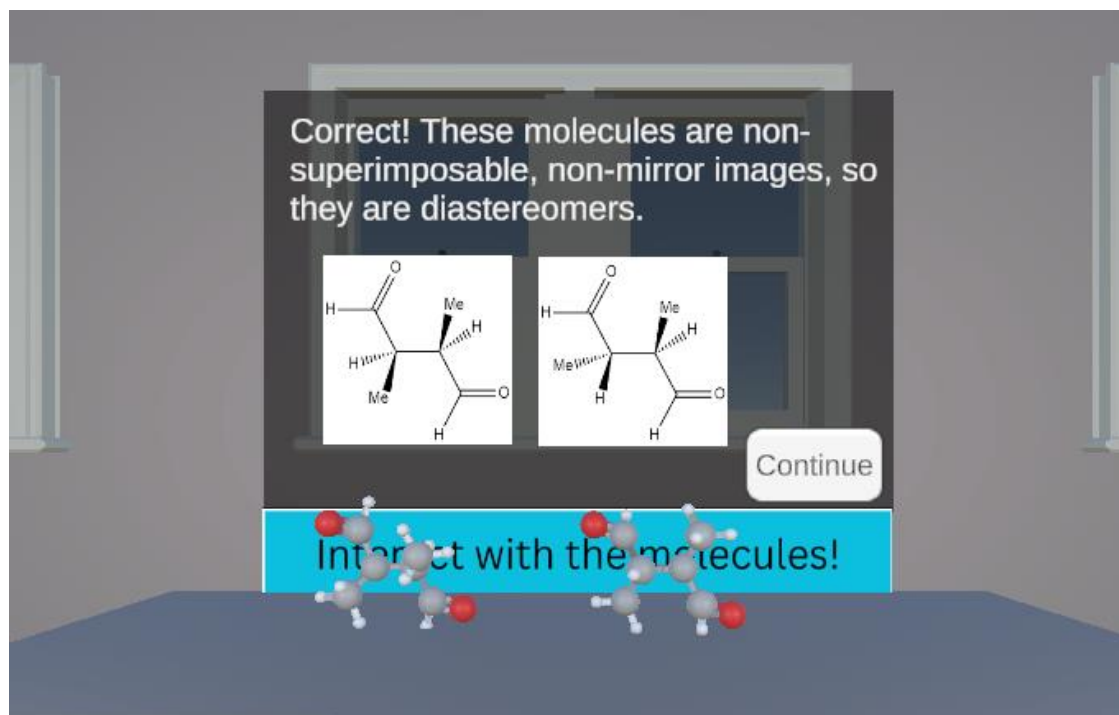 Correct! These molecules are non-
superimposable, non-mirror images, so
they are diastereomers.
O
H
Me
H
H
Me
O
H
O
H
Me
H
Me
H
O
H
Continue
Interact with the molecules!